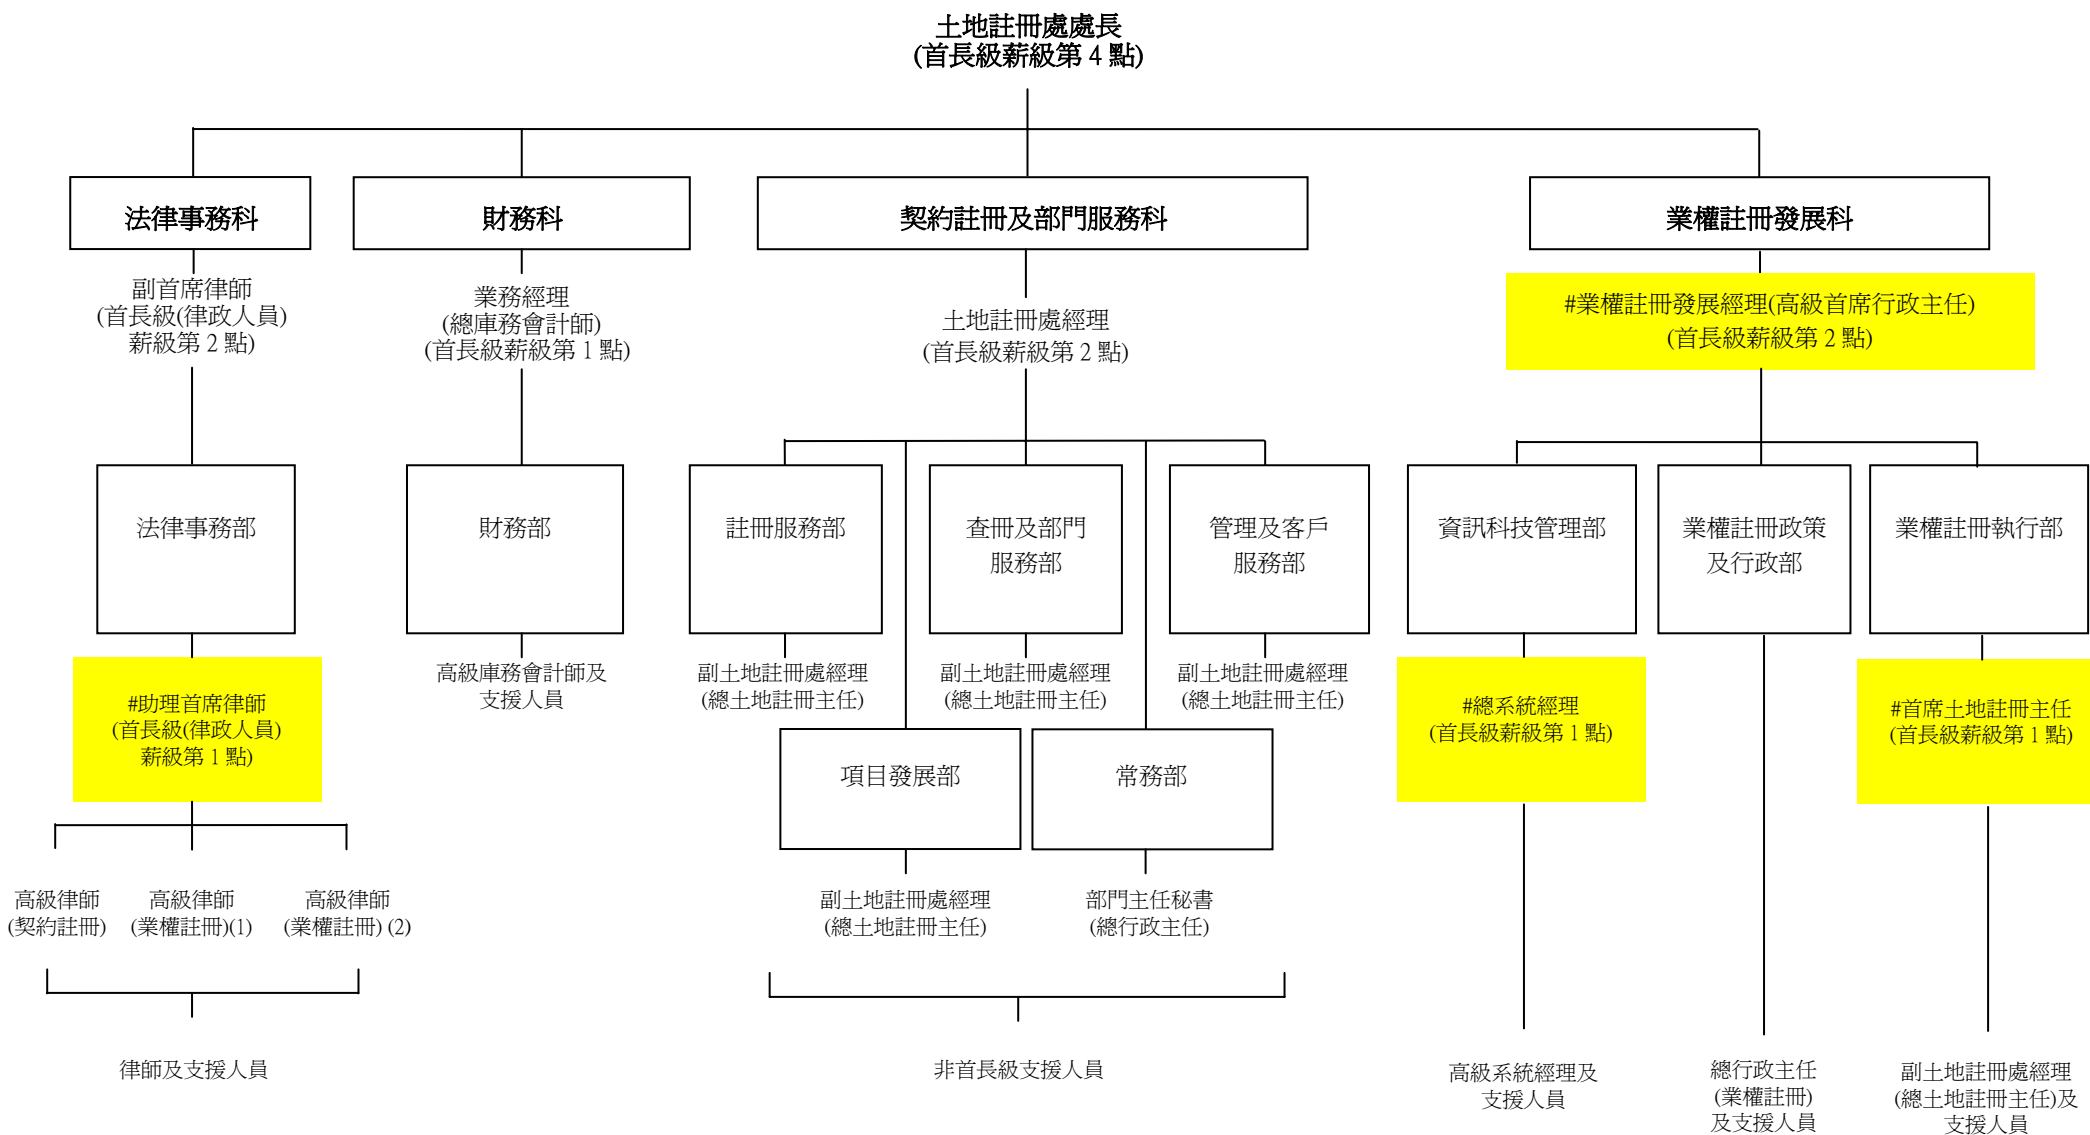 土地註冊處處長
(首長級薪級第 4 點)
法律事務科
財務科
契約註冊及部門服務科
業權註冊發展科
副首席律師
(首長級(律政人員)
薪級第 2 點)
業務經理
(總庫務會計師)
(首長級薪級第 1 點)
土地註冊處經理
(首長級薪級第 2 點)
#業權註冊發展經理(高級首席行政主任)
(首長級薪級第 2 點)
法律事務部
財務部
註冊服務部
查冊及部門
服務部
管理及客戶
服務部
資訊科技管理部
業權註冊政策
及行政部
業權註冊執行部
#助理首席律師
(首長級(律政人員)
薪級第 1 點)
高級庫務會計師及
支援人員
副土地註冊處經理
(總土地註冊主任)
副土地註冊處經理
(總土地註冊主任)
副土地註冊處經理
(總土地註冊主任)
#總系統經理
(首長級薪級第 1 點)
#首席土地註冊主任
(首長級薪級第 1 點)
項目發展部
常務部
高級律師
(契約註冊)
高級律師
(業權註冊)(1)
高級律師
(業權註冊) (2)
副土地註冊處經理
(總土地註冊主任)
部門主任秘書
(總行政主任)
律師及支援人員
非首長級支援人員
高級系統經理及
支援人員
總行政主任
(業權註冊)
及支援人員
副土地註冊處經理
(總土地註冊主任)及
支援人員